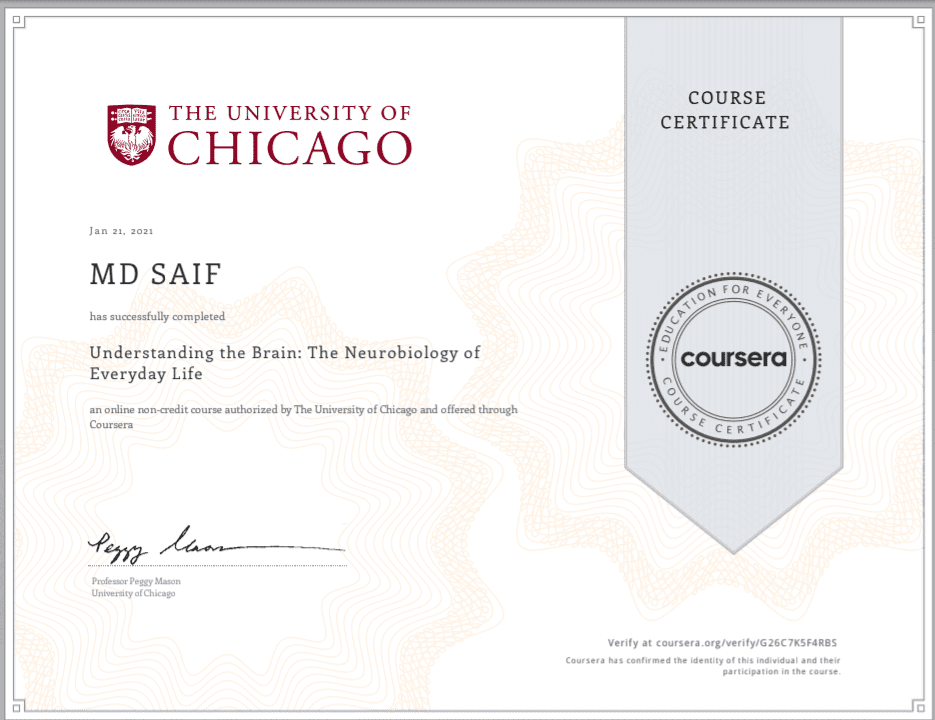 THE UNIVERSITY OF
CHICAGO
COURSE
CERTIFICATE
Jan 21, 2021
MD SAIF
has successfully completed
Understanding the Brain: The Neurobiology of
Everyday Life
an online non-credit course authorized by The University of Chicago and offered through
Coursera
EDUCATION FOR EVERYONE
coursera
COURSE CERTIFICATE
Peggy Mason
Professor Peggy Mason
University of Chicago
Verify at coursera.org/verify/G26C7K5F4RBS
Coursera has confirmed the identity of this individual and their
participation in the course.